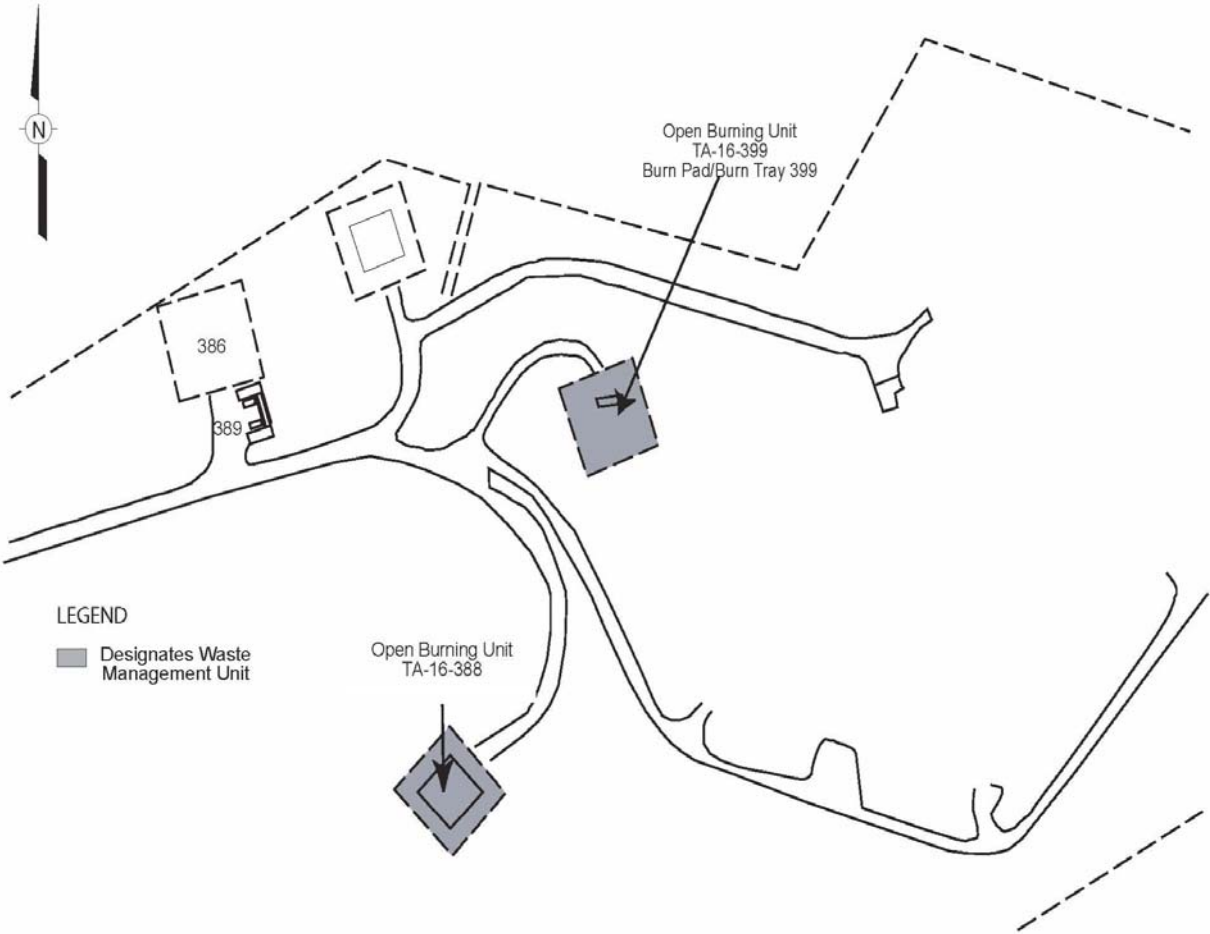 N
Open Burning Unit
TA-16-399
Burn Pad/Burn Tray 399
386
389
LEGEND
Designates Waste
Management Unit
Open Burning Unit
TA-16-388